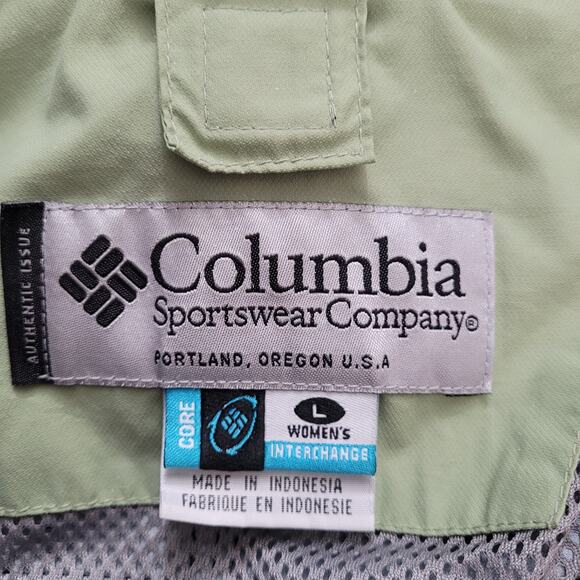 AUTHENTIC ISSUE
Columbia
Sportswear Company®
PORTLAND, OREGON U.S.A
CORE
L
WOMEN'S
INTERCHANGE
MADE IN INDONESIA
FABRIQUE EN INDONESIE